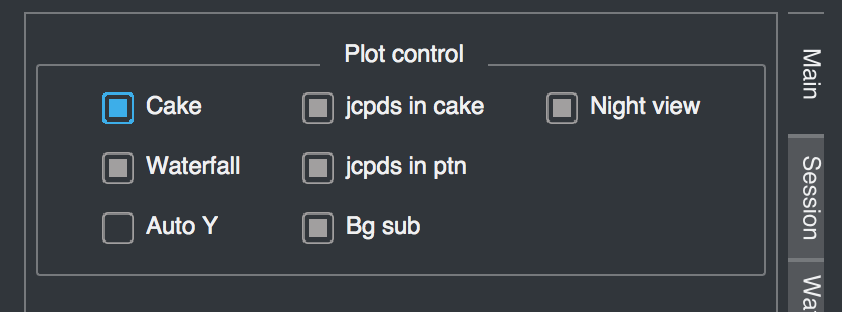 Plot control
Cake
jcpds in cake
Night view
Waterfall
jcpds in ptn
Auto Y
Bg sub
Main
Session